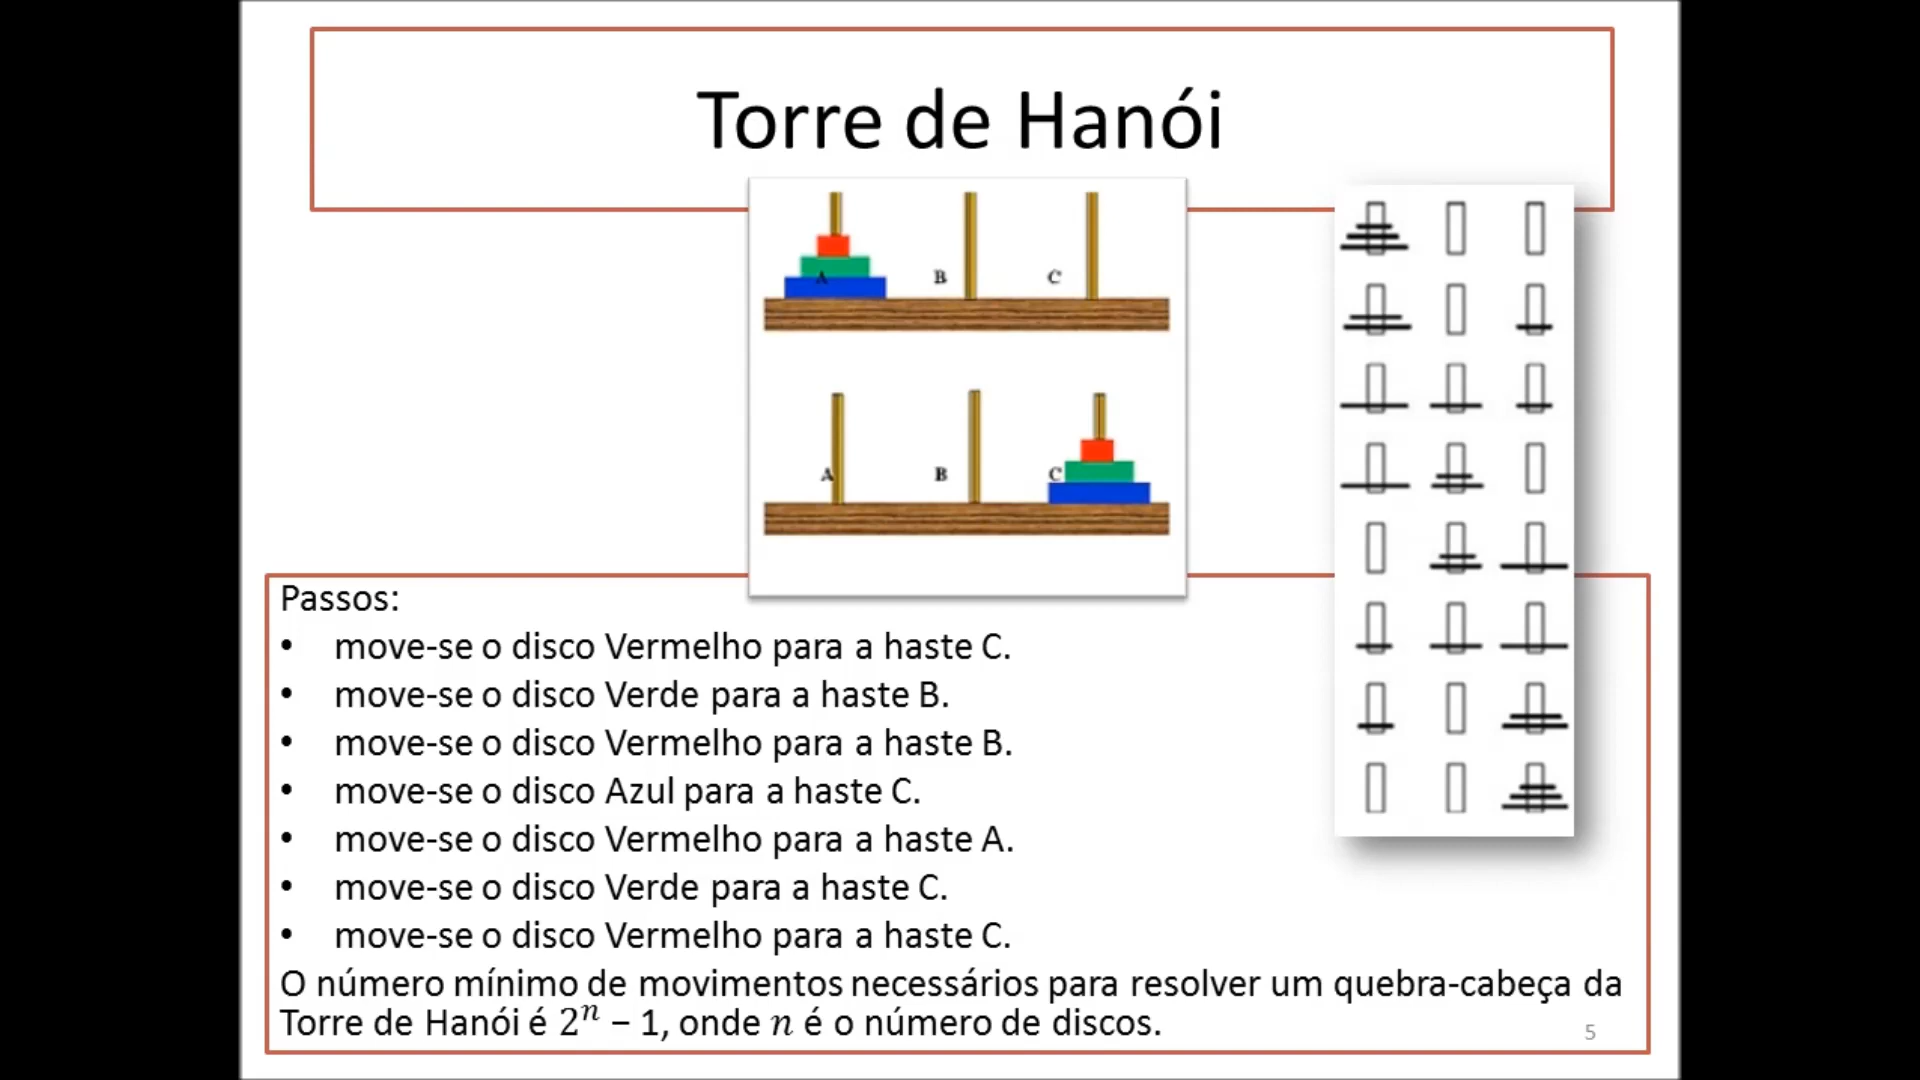 Torre de Hanói
A B C
A B C
Passos:
• move-se o disco Vermelho para a haste C.
• move-se o disco Verde para a haste B.
• move-se o disco Vermelho para a haste B.
• move-se o disco Azul para a haste C.
• move-se o disco Vermelho para a haste A.
• move-se o disco Verde para a haste C.
• move-se o disco Vermelho para a haste C.
O número mínimo de movimentos necessários para resolver um quebra-cabeça da
Torre de Hanói é 2ⁿ − 1, onde n é o número de discos.
5